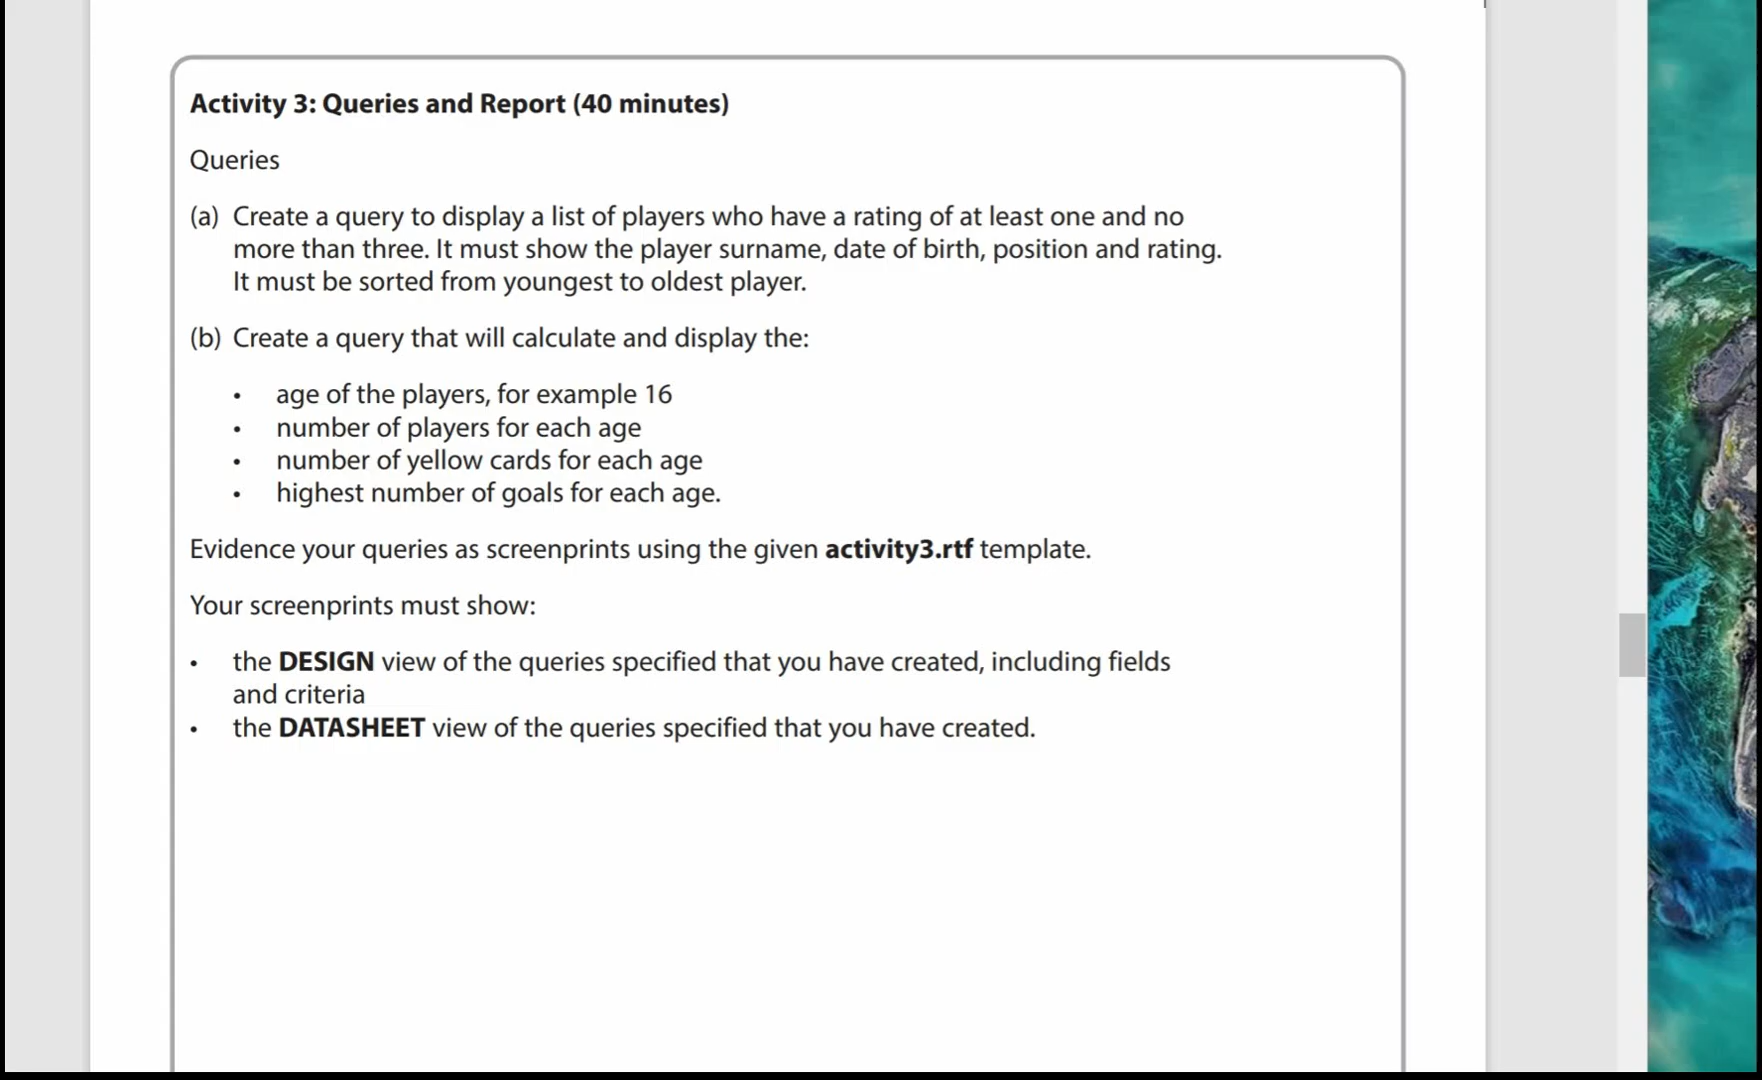 Activity 3: Queries and Report (40 minutes)
Queries
(a) Create a query to display a list of players who have a rating of at least one and no
more than three. It must show the player surname, date of birth, position and rating.
It must be sorted from youngest to oldest player.
(b) Create a query that will calculate and display the:
• age of the players, for example 16
• number of players for each age
• number of yellow cards for each age
• highest number of goals for each age.
Evidence your queries as screenprints using the given activity3.rtf template.
Your screenprints must show:
• the DESIGN view of the queries specified that you have created, including fields
and criteria
• the DATASHEET view of the queries specified that you have created.